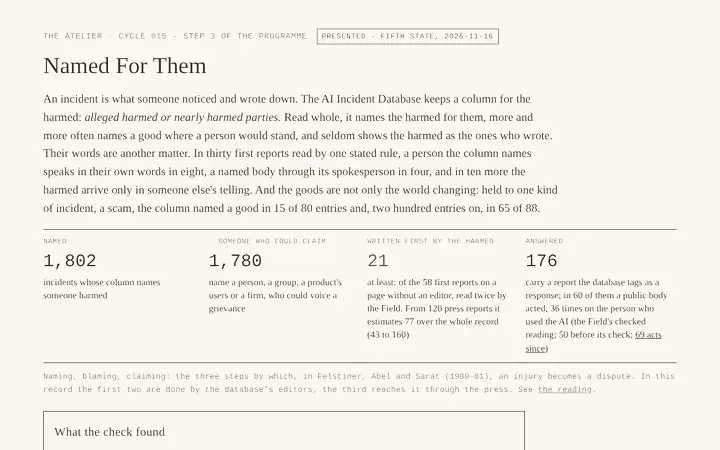 THE ATELIER · CYCLE 015 · STEP 3 OF THE PROGRAMME
PRESENTED · FIFTH STATE, 2026-11-16
Named For Them
An incident is what someone noticed and wrote down. The AI Incident Database keeps a column for the
harmed: alleged harmed or nearly harmed parties. Read whole, it names the harmed for them, more and
more often names a good where a person would stand, and seldom shows the harmed as the ones who wrote.
Their words are another matter. In thirty first reports read by one stated rule, a person the column names
speaks in their own words in eight, a named body through its spokesperson in four, and in ten more the
harmed arrive only in someone else's telling. And the goods are not only the world changing: held to one kind
of incident, a scam, the column named a good in 15 of 80 entries and, two hundred entries on, in 65 of 88.
NAMED
1,802
incidents whose column names
someone harmed
SOMEONE WHO COULD CLAIM
1,780
name a person, a group, a product's
users or a firm, who could voice a
grievance
WRITTEN FIRST BY THE HARMED
21
at least: of the 58 first reports on a
page without an editor, read twice by
the Field. From 120 press reports it
estimates 77 over the whole record
(43 to 160)
ANSWERED
176
carry a report the database tags as a
response; in 60 of them a public body
acted, 36 times on the person who
used the AI (the Field's checked
reading; 50 before its check; 69 acts
since)
Naming, blaming, claiming: the three steps by which, in Felstiner, Abel and Sarat (1980–81), an injury becomes a dispute. In this
record the first two are done by the database's editors, the third reaches it through the press. See the reading.
What the check found